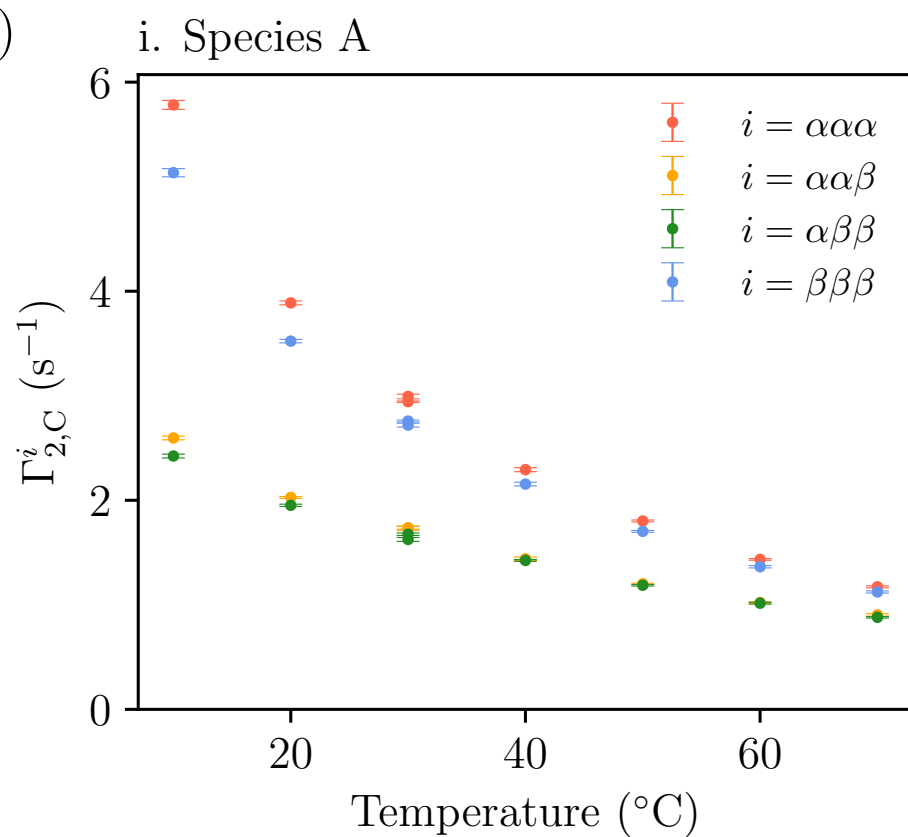 )
i. Species A
6
4
2
0
Γ^i_{2,C} (s^{−1})
i = ααα
i = ααβ
i = αββ
i = βββ
20 40 60
Temperature (°C)